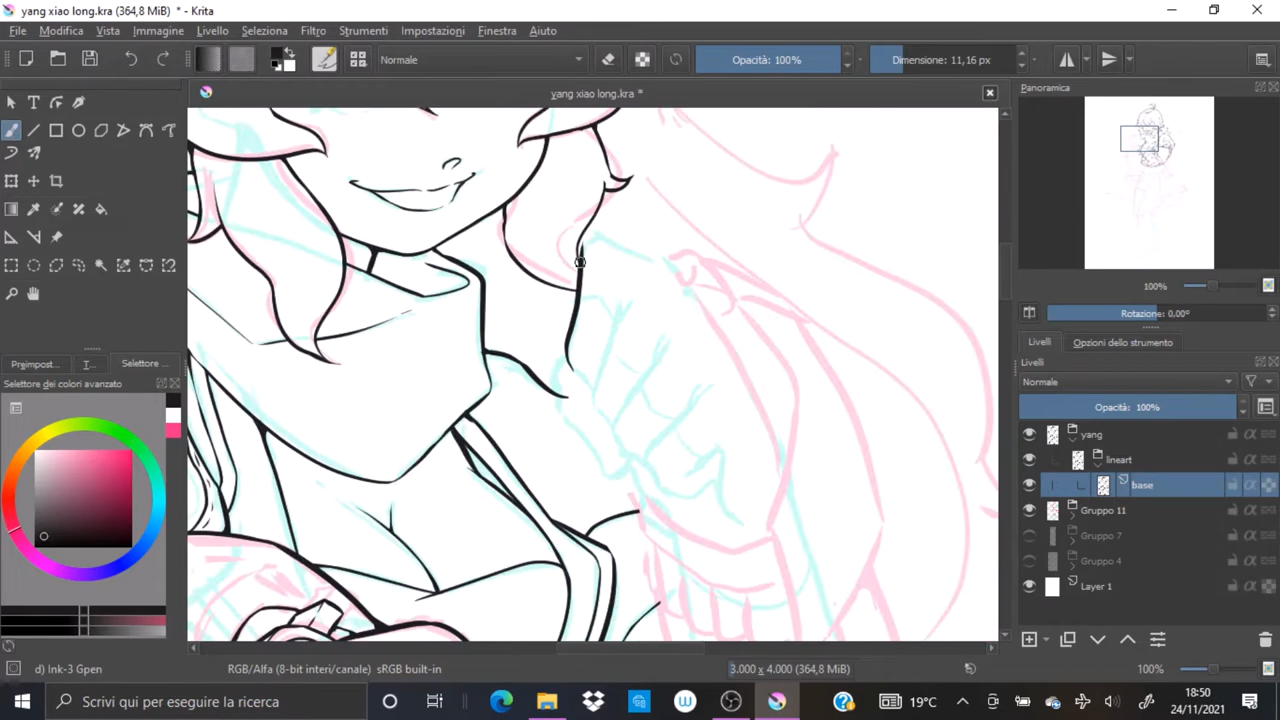 yang xiao long.kra (364,8 MiB) * - Krita
File Modifica Vista Immagine Livello Seleziona Filtro Strumenti Impostazioni Finestra Aiuto
Normale
Opacità: 100%
Dimensione: 11,16 px
yang xiao long.kra *
Panoramica
100%
Rotazione: 0,00°
Livelli Opzioni dello strumento
Livelli
Normale
Opacità: 100%
yang
lineart
base
Gruppo 11
Gruppo 7
Gruppo 4
Layer 1
Preimpost... T... Selettore ...
Selettore dei colori avanzato
d) Ink-3 Gpen
RGB/Alfa (8-bit interi/canale) sRGB built-in
3.000 x 4.000 (364,8 MiB)
100%
Scrivi qui per eseguire la ricerca
19°C
18:50
24/11/2021